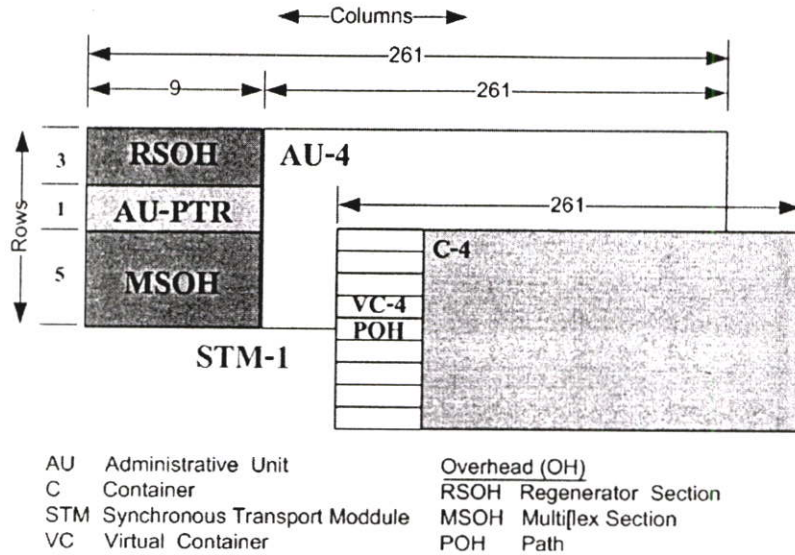 Columns
261
9
261
Rows
3
RSOH
AU-4
1
AU-PTR
261
5
MSOH
C-4
VC-4
POH
STM-1
AU Administrative Unit
C Container
STM Synchronous Transport Moddule
VC Virtual Container
Overhead (OH)
RSOH Regenerator Section
MSOH Multiflex Section
POH Path